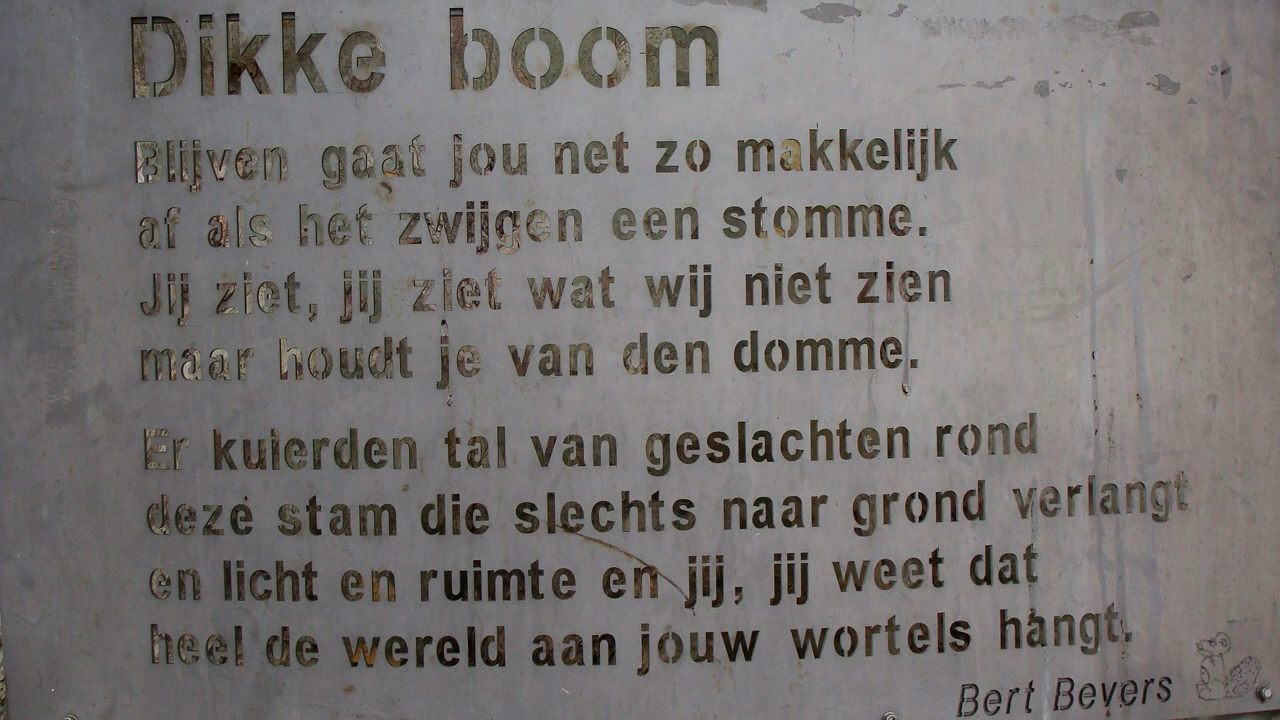 Dikke boom
Blijven gaat jou net zo makkelijk
af als het zwijgen een stomme.
Jij ziet, jij ziet wat wij niet zien
maar houdt je van den domme.
Er kuierden tal van geslachten rond
deze stam die slechts naar grond verlangt
en licht en ruimte en jij, jij weet dat
heel de wereld aan jouw wortels hangt.
Bert Bevers